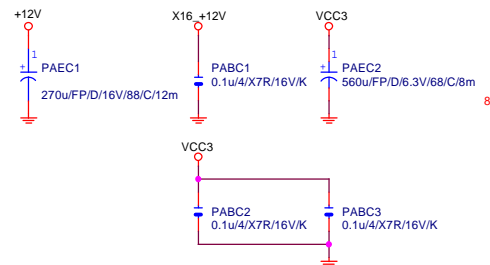 +12V
X16_+12V
VCC3
1
+
PAEC1
270u/FP/D/16V/88/C/12m
PABC1
0.1u/4/X7R/16V/K
1
+
PAEC2
560u/FP/D/6.3V/68/C/8m
8
VCC3
PABC2
0.1u/4/X7R/16V/K
PABC3
0.1u/4/X7R/16V/K